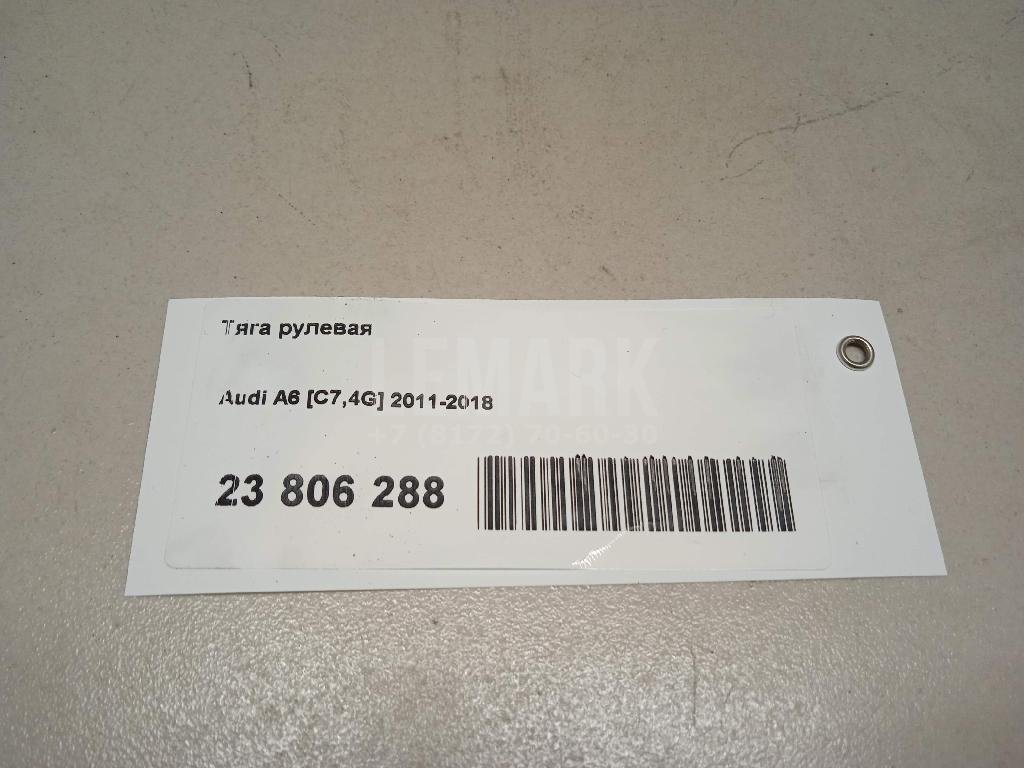 Тяга рулевая
LEMARK
Audi A6 [C7,4G] 2011-2018
+7 (8172) 70-60-30
23 806 288